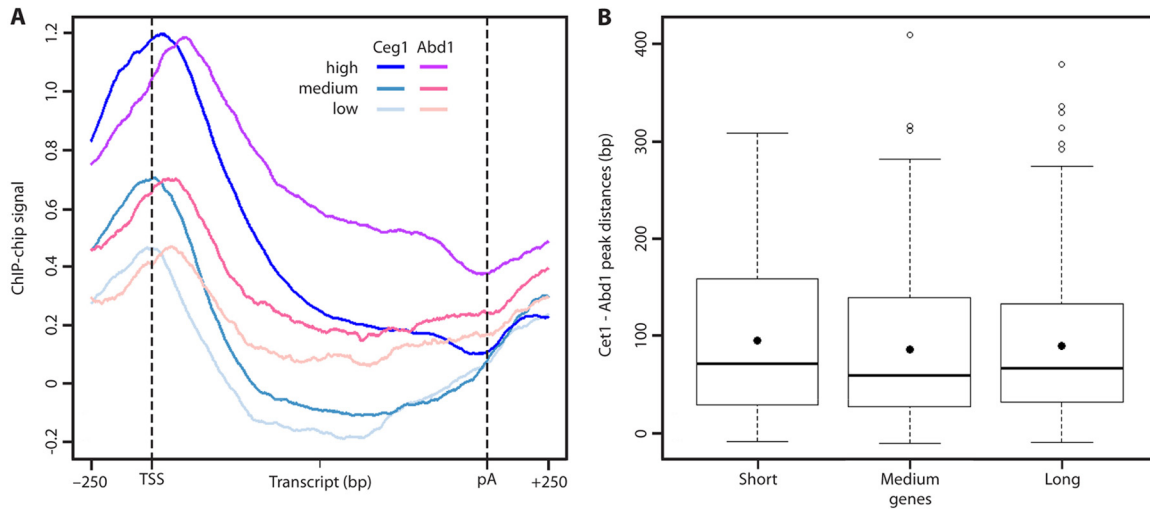 A
ChIP-chip signal
1.2
1.0
0.8
0.6
0.4
0.2
0
–0.2
Ceg1 Abd1
high
medium
low
–250 TSS Transcript (bp) pA +250
B
Cet1 - Abd1 peak distances (bp)
400
300
200
100
0
Short Medium Long
genes